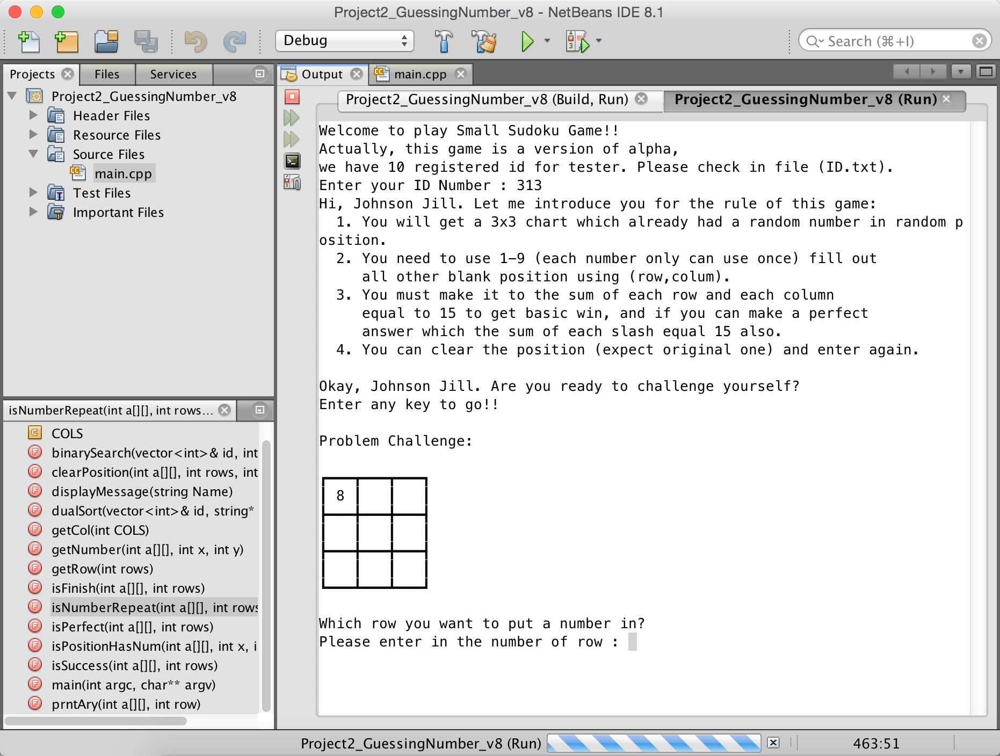 Project2_GuessingNumber_v8 - NetBeans IDE 8.1
Debug
Search (⌘+I)
Projects
Files
Services
Project2_GuessingNumber_v8
Header Files
Resource Files
Source Files
main.cpp
Test Files
Important Files
isNumberRepeat(int a[][], int rows...
COLS
binarySearch(vector<int>& id, int
clearPosition(int a[][], int rows, int
displayMessage(string Name)
dualSort(vector<int>& id, string*
getCol(int COLS)
getNumber(int a[][], int x, int y)
getRow(int rows)
isFinish(int a[][], int rows)
isNumberRepeat(int a[][], int rows
isPerfect(int a[][], int rows)
isPositionHasNum(int a[][], int x, i
isSuccess(int a[][], int rows)
main(int argc, char** argv)
prntAry(int a[][], int row)
Output
main.cpp
Project2_GuessingNumber_v8 (Build, Run)
Project2_GuessingNumber_v8 (Run)
Welcome to play Small Sudoku Game!!
Actually, this game is a version of alpha,
we have 10 registered id for tester. Please check in file (ID.txt).
Enter your ID Number : 313
Hi, Johnson Jill. Let me introduce you for the rule of this game:
1. You will get a 3x3 chart which already had a random number in random p
osition.
2. You need to use 1-9 (each number only can use once) fill out
all other blank position using (row,colum).
3. You must make it to the sum of each row and each column
equal to 15 to get basic win, and if you can make a perfect
answer which the sum of each slash equal 15 also.
4. You can clear the position (expect original one) and enter again.
Okay, Johnson Jill. Are you ready to challenge yourself?
Enter any key to go!!
Problem Challenge:
8
Which row you want to put a number in?
Please enter in the number of row :
Project2_GuessingNumber_v8 (Run)
463:51